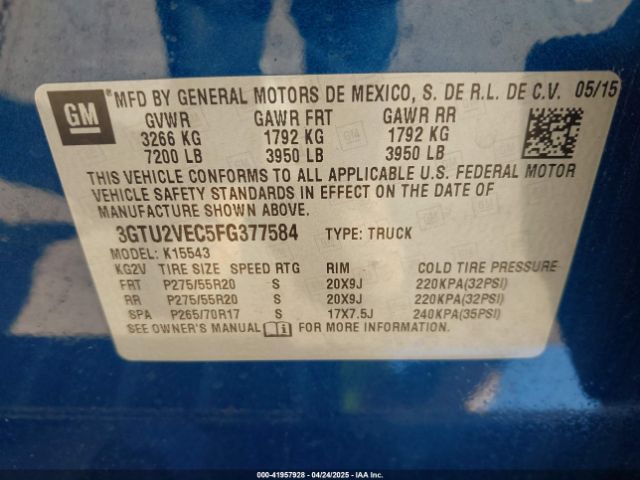 GM
® MFD BY GENERAL MOTORS DE MEXICO, S. DE R.L. DE C.V. 05/15
GVWR GAWR FRT GAWR RR
3266 KG 1792 KG 1792 KG
7200 LB 3950 LB 3950 LB
THIS VEHICLE CONFORMS TO ALL APPLICABLE U.S. FEDERAL MOTOR
VEHICLE SAFETY STANDARDS IN EFFECT ON THE DATE OF
MANUFACTURE SHOWN ABOVE.
3GTU2VEC5FG377584 TYPE: TRUCK
MODEL: K15543
KG2V TIRE SIZE SPEED RTG RIM COLD TIRE PRESSURE
FRT P275/55R20 S 20X9J 220KPA(32PSI)
RR P275/55R20 S 20X9J 220KPA(32PSI)
SPA P265/70R17 S 17X7.5J 240KPA(35PSI)
SEE OWNER'S MANUAL FOR MORE INFORMATION.
000-41957928 - 04/24/2025 - IAA Inc.